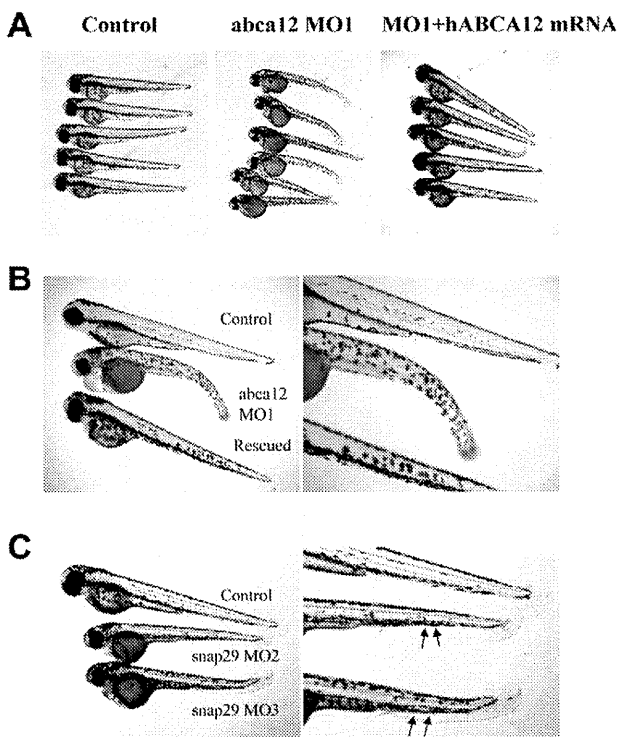 A
Control abca12 MO1 MO1+hABCA12 mRNA
B
Control
abca12
MO1
Rescued
C
Control
snap29 MO2
snap29 MO3